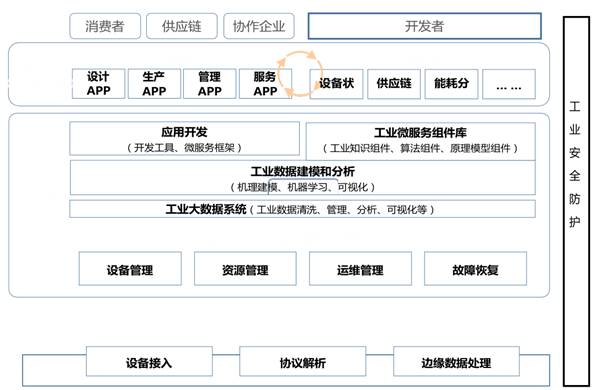 消费者 供应链 协作企业 开发者
设计 生产 管理 服务 设备状 供应链 能耗分 … …
APP APP APP APP
应用开发 工业微服务组件库
（开发工具、微服务框架） （工业知识组件、算法组件、原理模型组件）
工业数据建模和分析
（机理建模、机器学习、可视化）
工业大数据系统（工业数据清洗、管理、分析、可视化等）
设备管理 资源管理 运维管理 故障恢复
设备接入 协议解析 边缘数据处理
工业安全防护